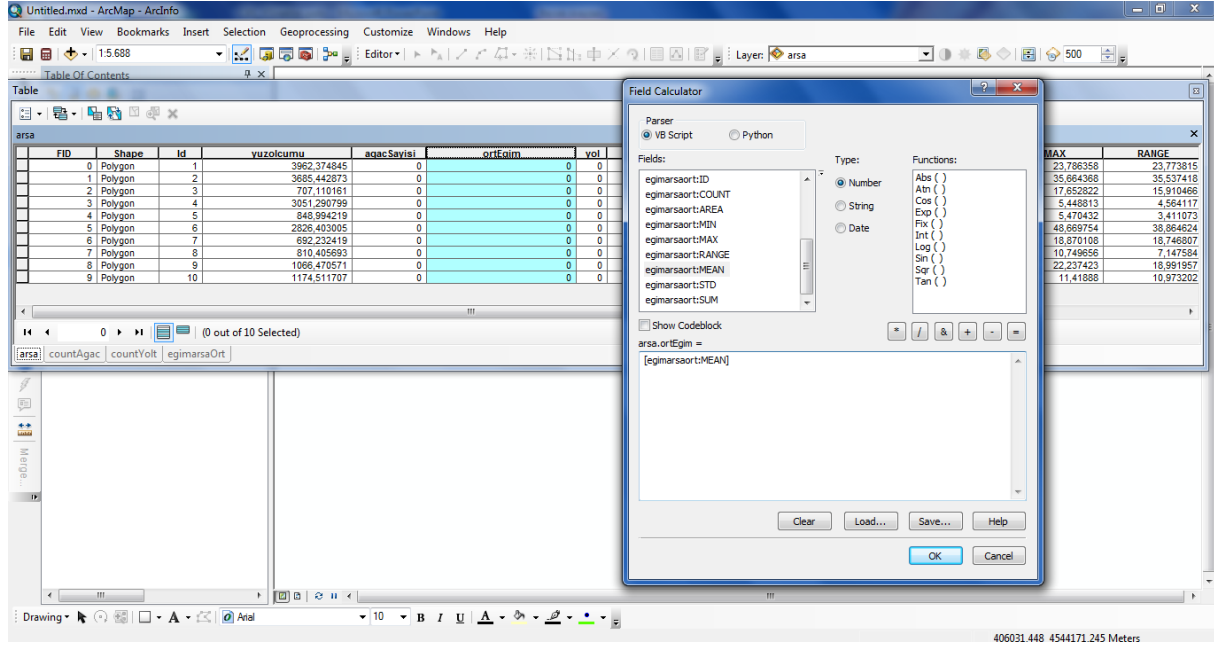 Untitled.mxd - ArcMap - ArcInfo
File Edit View Bookmarks Insert Selection Geoprocessing Customize Windows Help
1:5.688 Editor Layer: arsa 500
Table Of Contents
Table
arsa
FID Shape Id yuzolcumu agacSayisi ortEgim yol MAX RANGE
0 Polygon 1 3962,374845 0 0 0 23,786358 23,773815
1 Polygon 2 3685,442873 0 0 0 35,664368 35,537418
2 Polygon 3 707,110161 0 0 0 17,652822 15,910466
3 Polygon 4 3051,290799 0 0 0 5,448813 4,564117
4 Polygon 5 848,994219 0 0 0 5,470432 3,411073
5 Polygon 6 2826,403005 0 0 0 48,669754 38,864624
6 Polygon 7 692,232419 0 0 0 18,870108 18,746807
7 Polygon 8 810,405693 0 0 0 10,749656 7,147584
8 Polygon 9 1066,470571 0 0 0 22,237423 18,991957
9 Polygon 10 1174,511707 0 0 0 11,41888 10,973202
0 (0 out of 10 Selected)
arsa countAgac countYolt egimarsaOrt
Field Calculator
Parser
VB Script Python
Fields: Type: Functions:
egimarsaort:ID
egimarsaort:COUNT
egimarsaort:AREA
egimarsaort:MIN
egimarsaort:MAX
egimarsaort:RANGE
egimarsaort:MEAN
egimarsaort:STD
egimarsaort:SUM
Number
String
Date
Abs ( )
Atn ( )
Cos ( )
Exp ( )
Fix ( )
Int ( )
Log ( )
Sin ( )
Sqr ( )
Tan ( )
Show Codeblock
* / & + - =
arsa.ortEgim =
[egimarsaort:MEAN]
Clear Load... Save... Help
OK Cancel
Merge...
Drawing A Arial 10 B I U A
406031,448 4544171,245 Meters